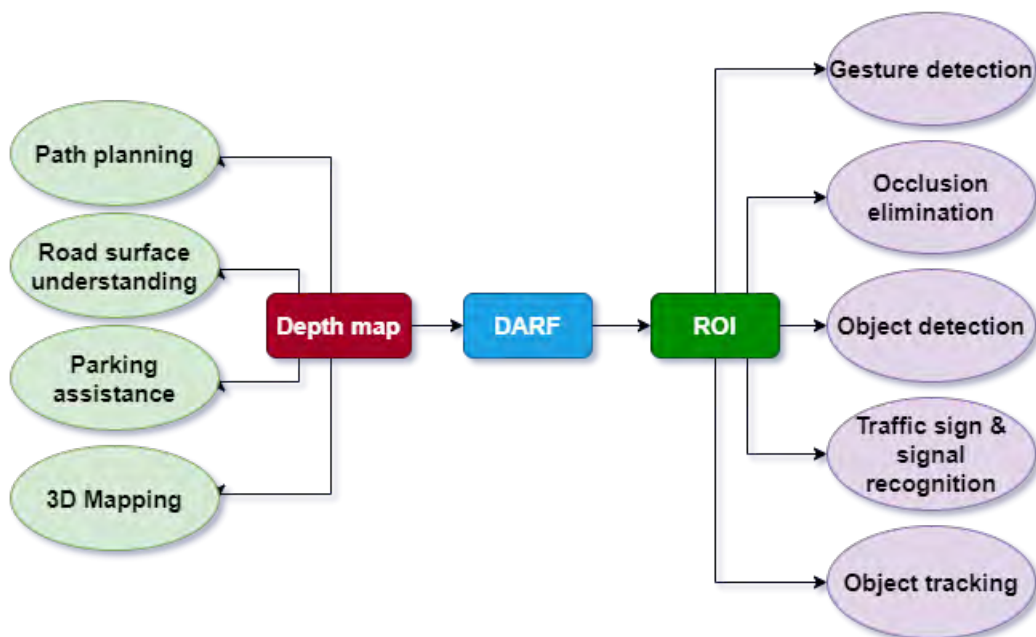 Path planning
Road surface
understanding
Parking
assistance
3D Mapping
Depth map
DARF
ROI
Gesture detection
Occlusion
elimination
Object detection
Traffic sign &
signal
recognition
Object tracking